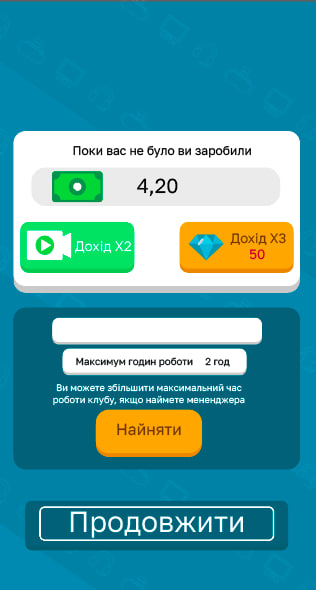 Поки вас не було ви заробили
4,20
Дохід X2
Дохід X3
50
Максимум годин роботи 2 год
Ви можете збільшити максимальний час
роботи клубу, якщо наймете мененджера
Найняти
Продовжити